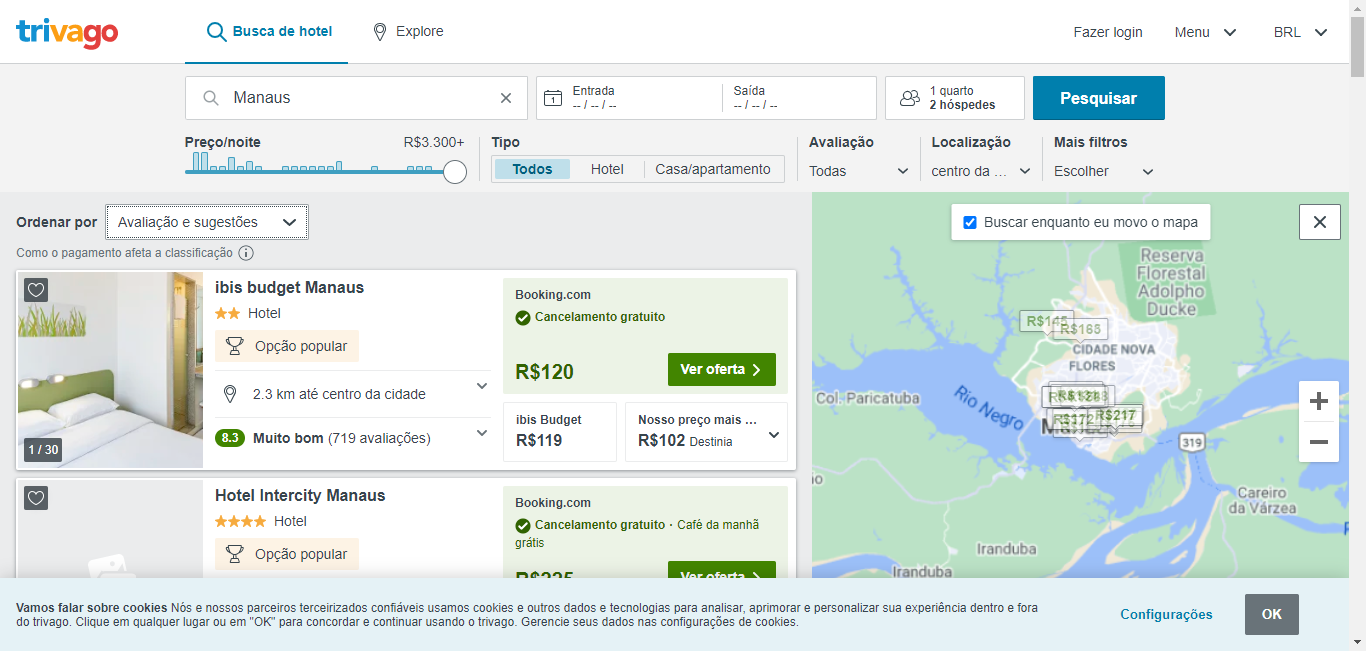 trivago
Busca de hotel
Explore
Fazer login
Menu
BRL
Manaus
Entrada
-- / -- / --
Saída
-- / -- / --
1 quarto
2 hóspedes
Pesquisar
Preço/noite
R$3.300+
Tipo
Todos
Hotel
Casa/apartamento
Avaliação
Todas
Localização
centro da ...
Mais filtros
Escolher
Ordenar por
Avaliação e sugestões
Como o pagamento afeta a classificação
ibis budget Manaus
Hotel
Opção popular
2.3 km até centro da cidade
8.3 Muito bom (719 avaliações)
1 / 30
Booking.com
Cancelamento gratuito
R$120
Ver oferta
ibis Budget
R$119
Nosso preço mais ...
R$102 Destinia
Hotel Intercity Manaus
Hotel
Opção popular
Booking.com
Cancelamento gratuito · Café da manhã
grátis
Ver oferta
Buscar enquanto eu movo o mapa
Reserva
Florestal
Adolpho
Ducke
R$165
CIDADE NOVA
FLORES
Col. Paricatuba
Rio Negro
R$217
319
Careiro
da Várzea
Iranduba
Iranduba
Vamos falar sobre cookies Nós e nossos parceiros terceirizados confiáveis usamos cookies e outros dados e tecnologias para analisar, aprimorar e personalizar sua experiência dentro e fora
do trivago. Clique em qualquer lugar ou em "OK" para concordar e continuar usando o trivago. Gerencie seus dados nas configurações de cookies.
Configurações
OK